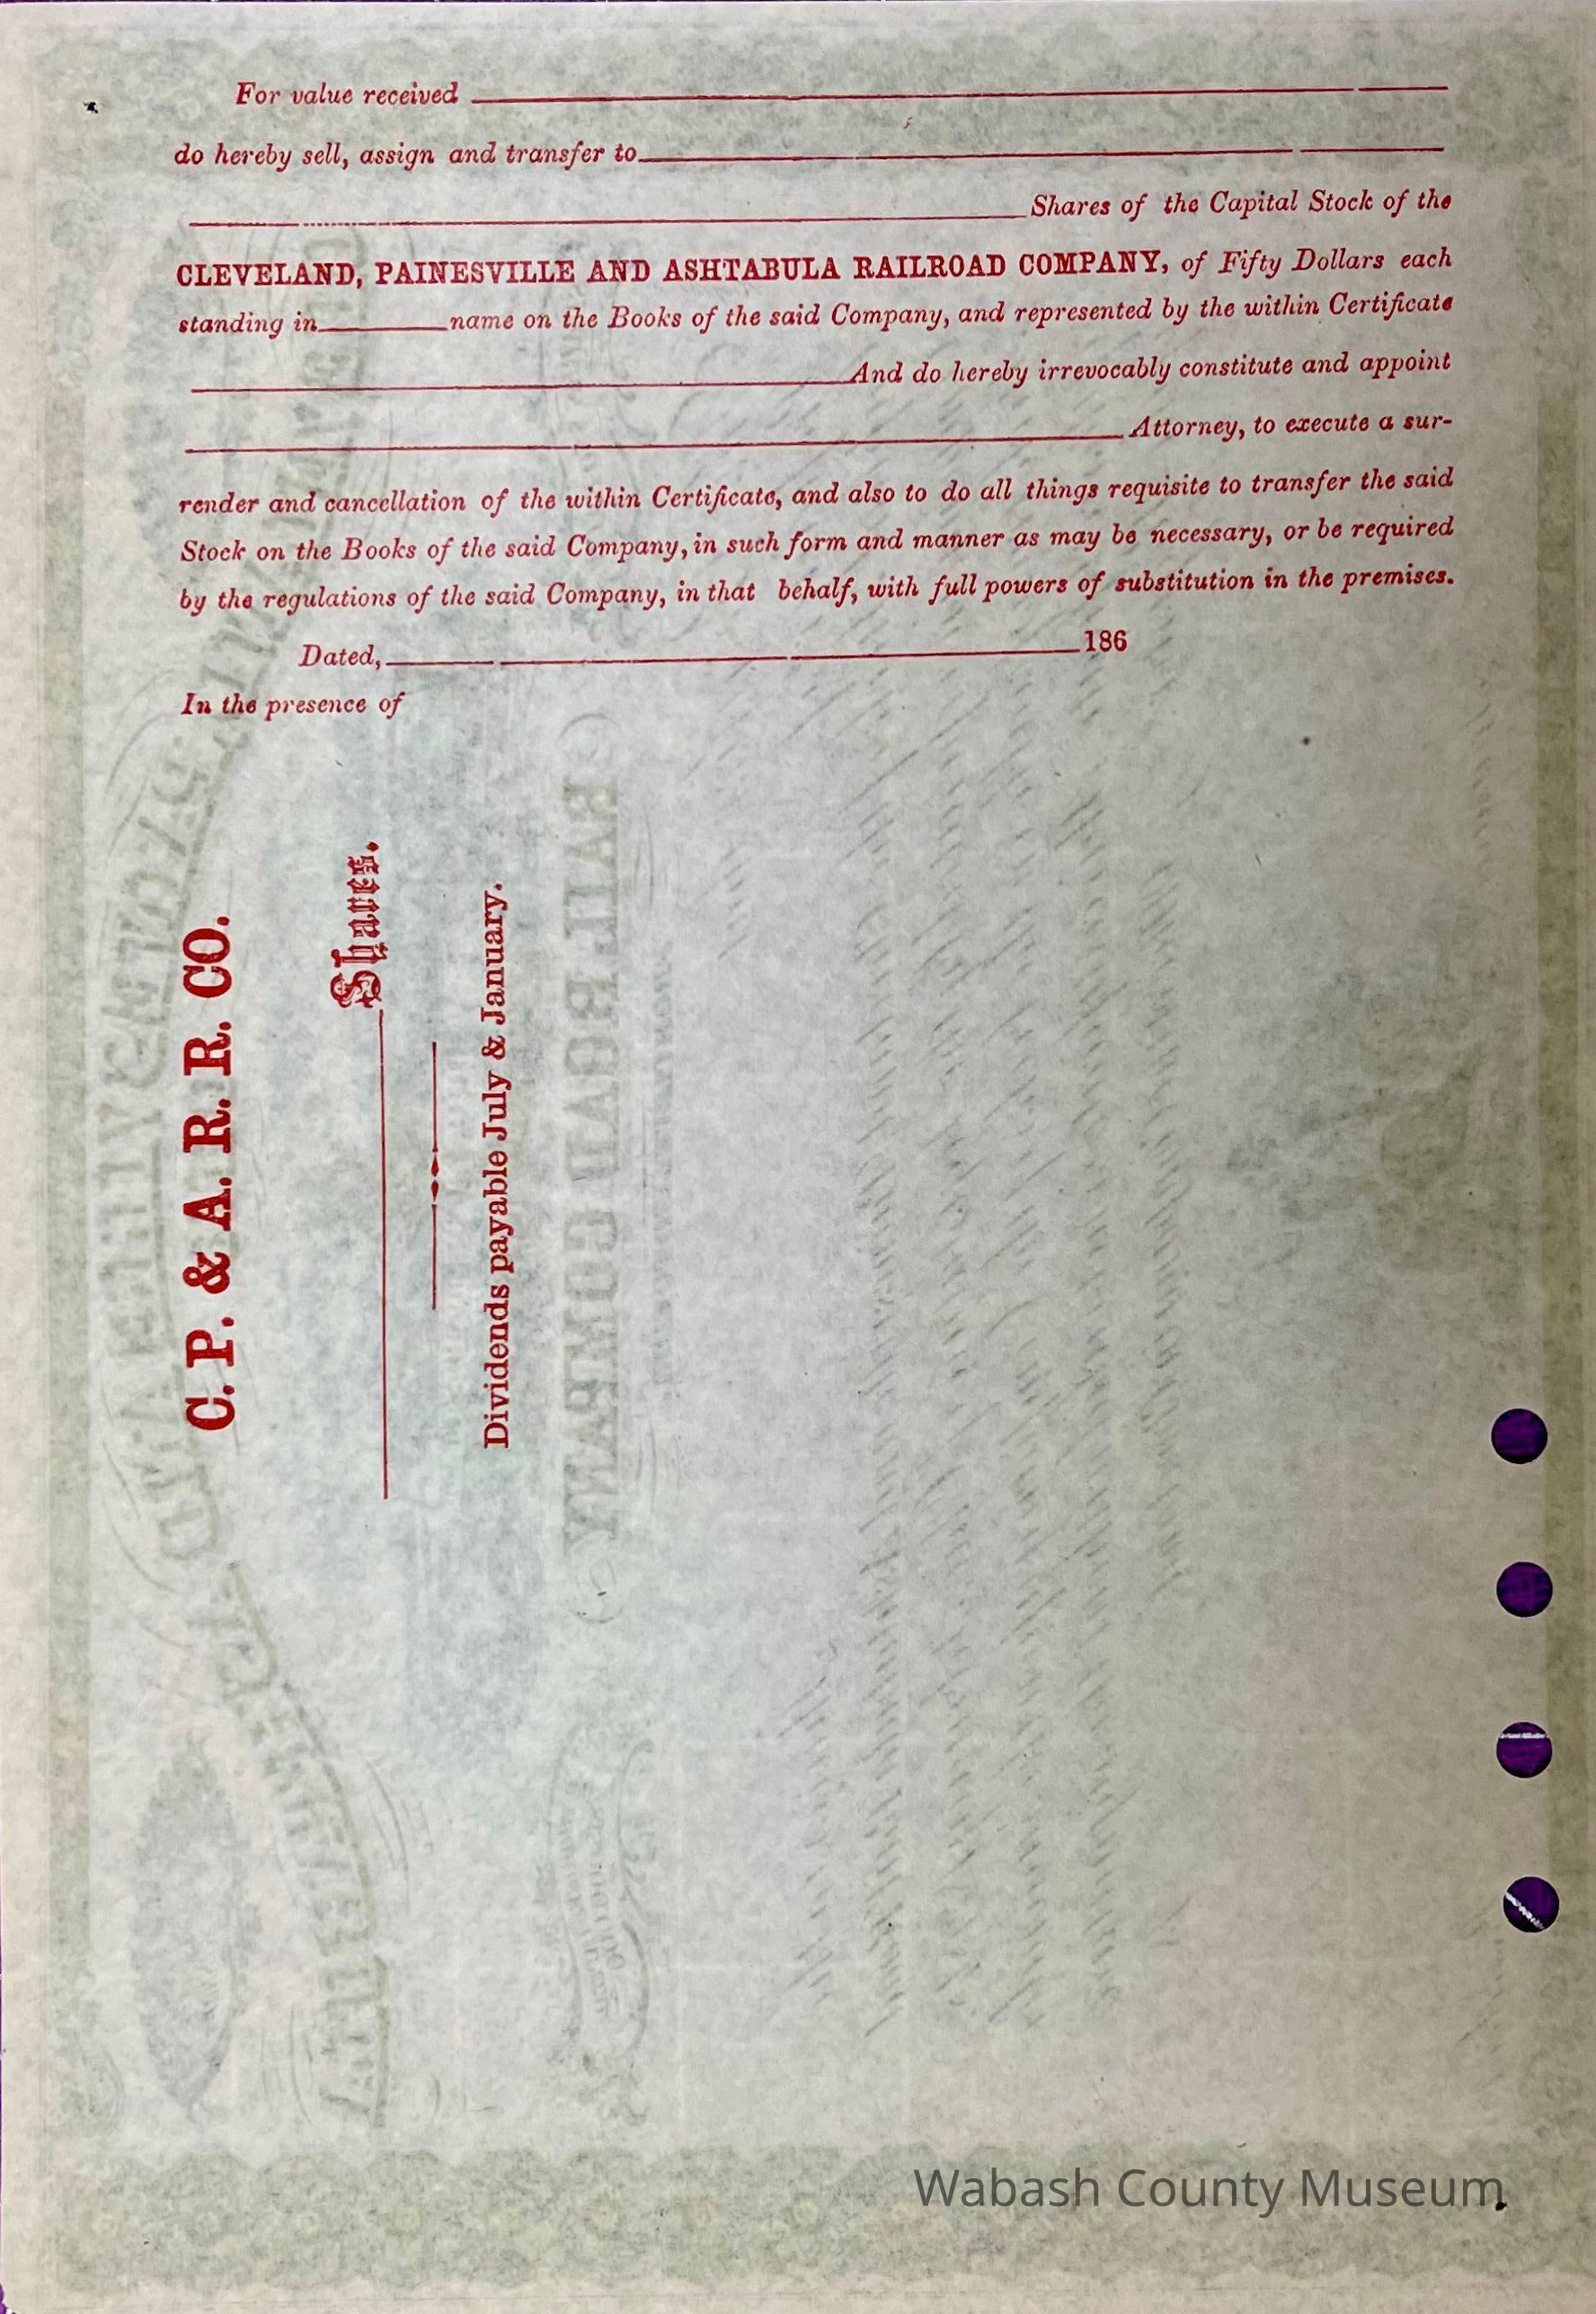 For value received
do hereby sell, assign and transfer to
Shares of the Capital Stock of the
CLEVELAND, PAINESVILLE AND ASHTABULA RAILROAD COMPANY, of Fifty Dollars each
standing in name on the Books of the said Company, and represented by the within Certificate
And do hereby irrevocably constitute and appoint
Attorney, to execute a sur-
render and cancellation of the within Certificate, and also to do all things requisite to transfer the said
Stock on the Books of the said Company, in such form and manner as may be necessary, or be required
by the regulations of the said Company, in that behalf, with full powers of substitution in the premises.
Dated, 186
In the presence of
C. P. & A. R. R. CO.
Shares.
Dividends payable July & January.
RAILROAD COMPANY
Wabash County Museum